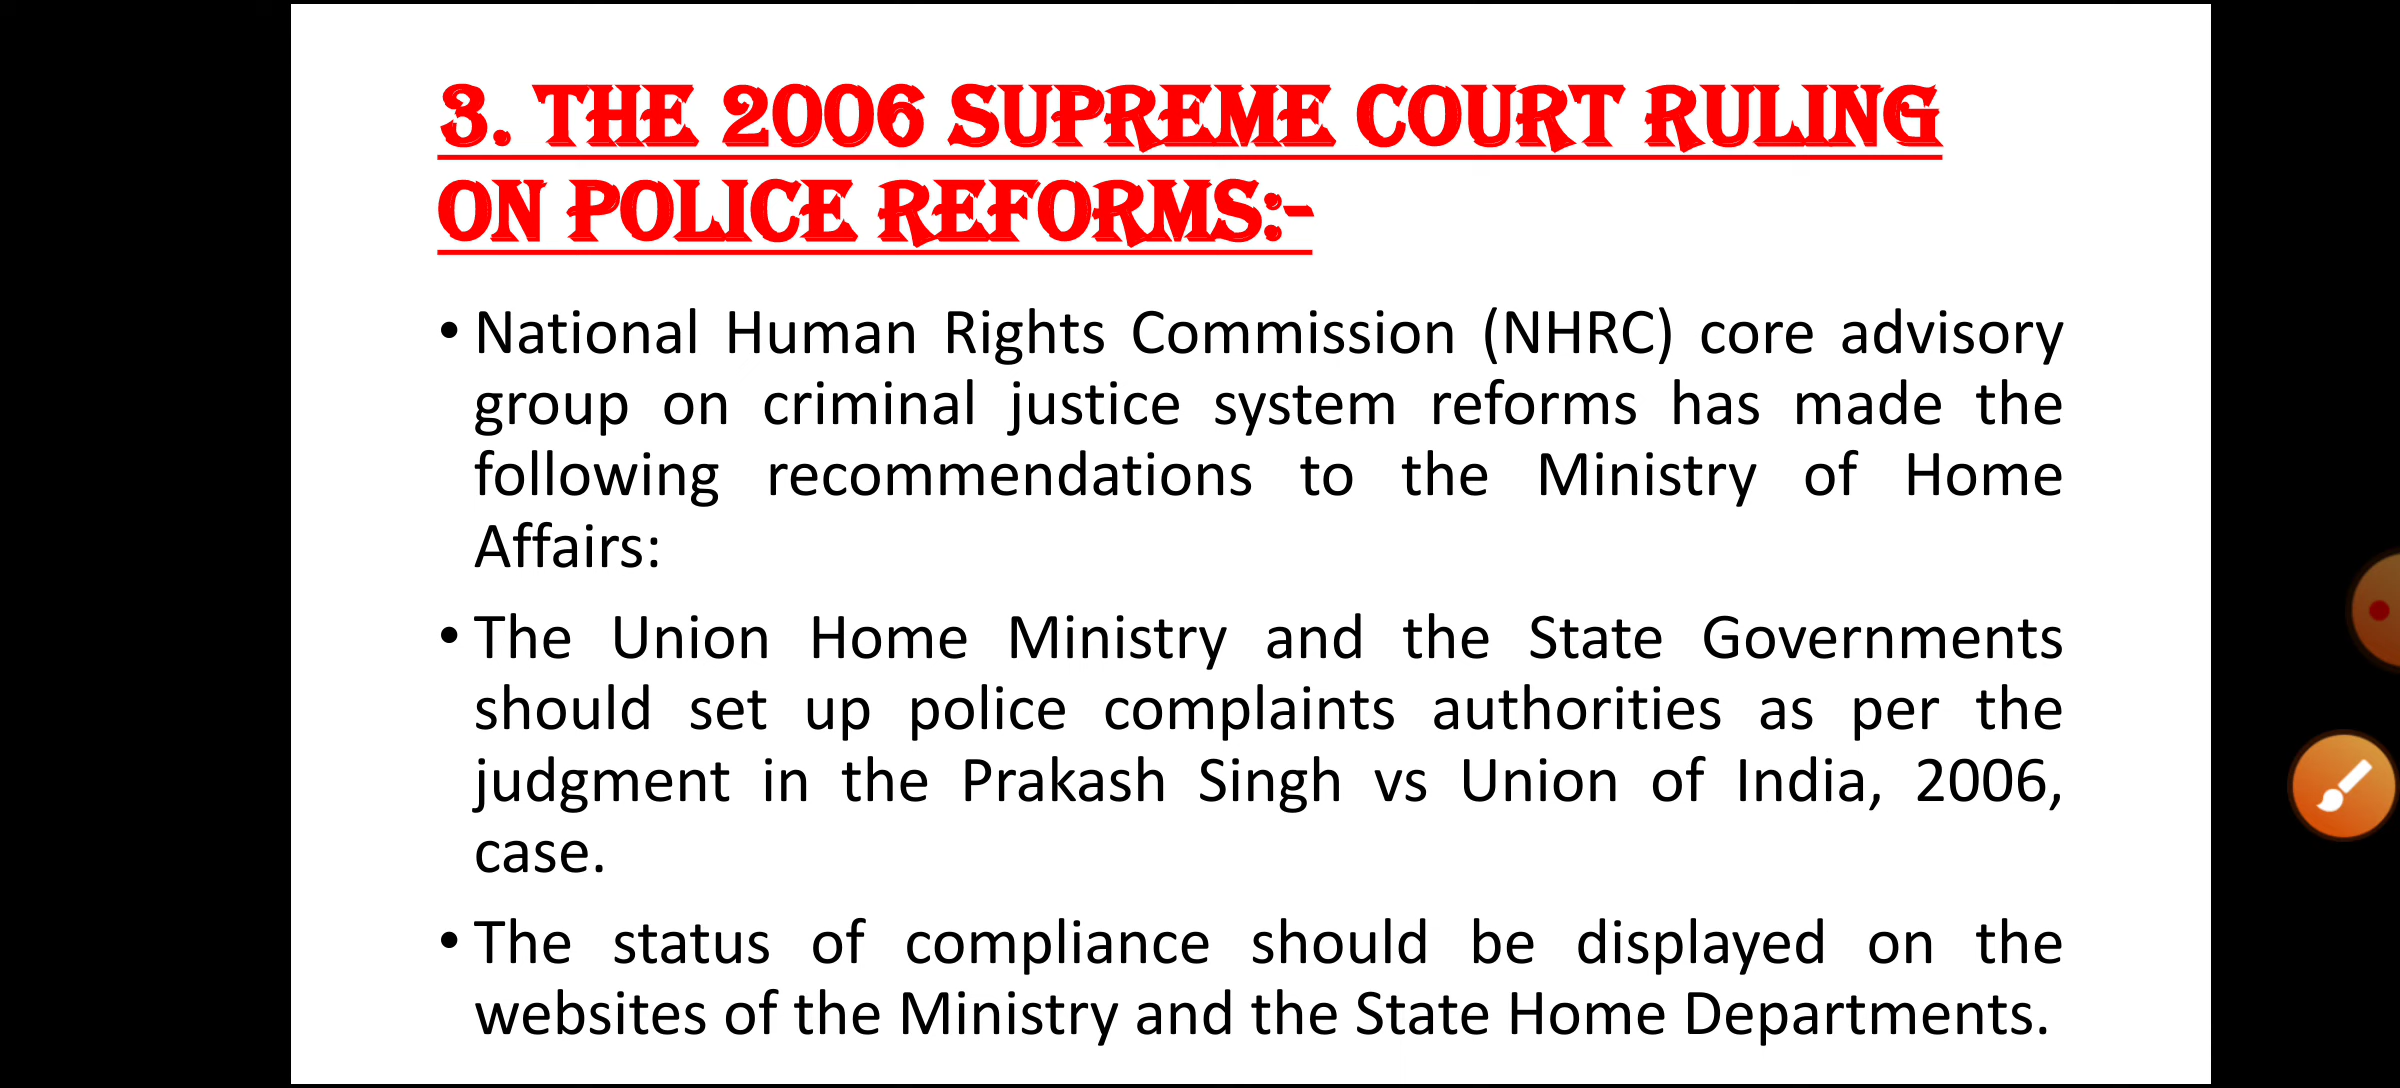 3. THE 2006 SUPREME COURT RULING
ON POLICE REFORMS:-
• National Human Rights Commission (NHRC) core advisory
group on criminal justice system reforms has made the
following recommendations to the Ministry of Home
Affairs:
• The Union Home Ministry and the State Governments
should set up police complaints authorities as per the
judgment in the Prakash Singh vs Union of India, 2006,
case.
• The status of compliance should be displayed on the
websites of the Ministry and the State Home Departments.